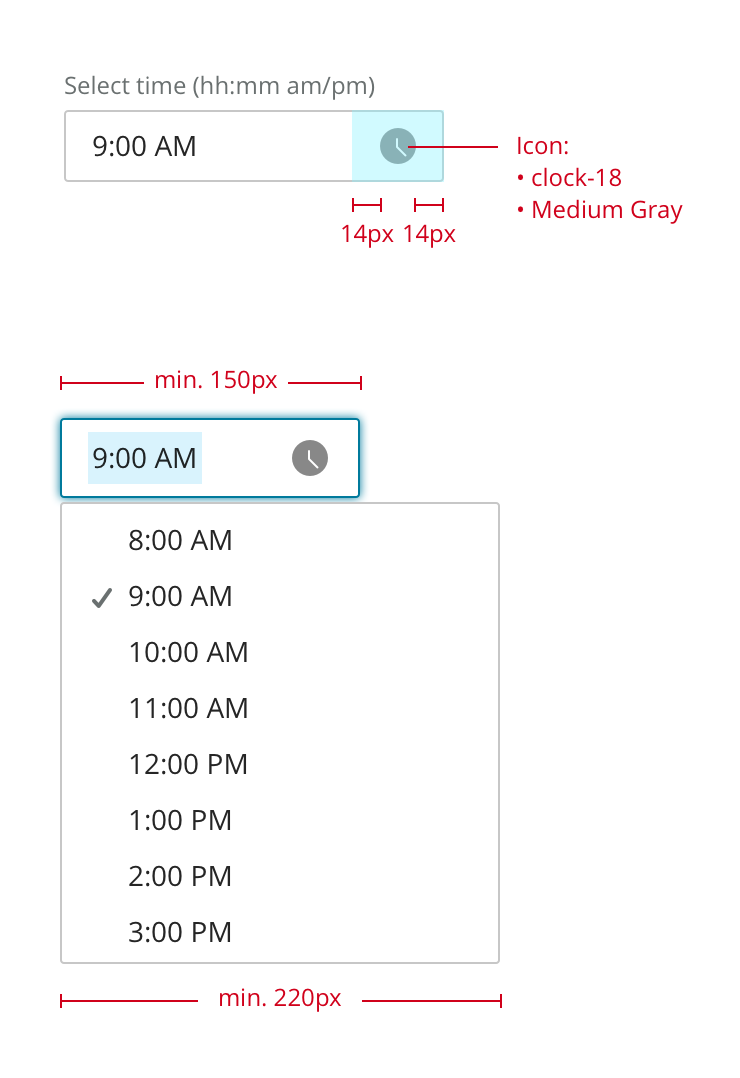 Select time (hh:mm am/pm)
9:00 AM
Icon:
• clock-18
• Medium Gray
14px 14px
min. 150px
9:00 AM
8:00 AM
9:00 AM
10:00 AM
11:00 AM
12:00 PM
1:00 PM
2:00 PM
3:00 PM
min. 220px